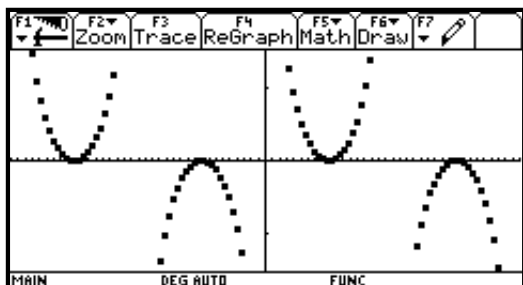 F1 F2 F3 F4 F5 F6 F7
Zoom Trace ReGraph Math Draw
MAIN DEG AUTO FUNC